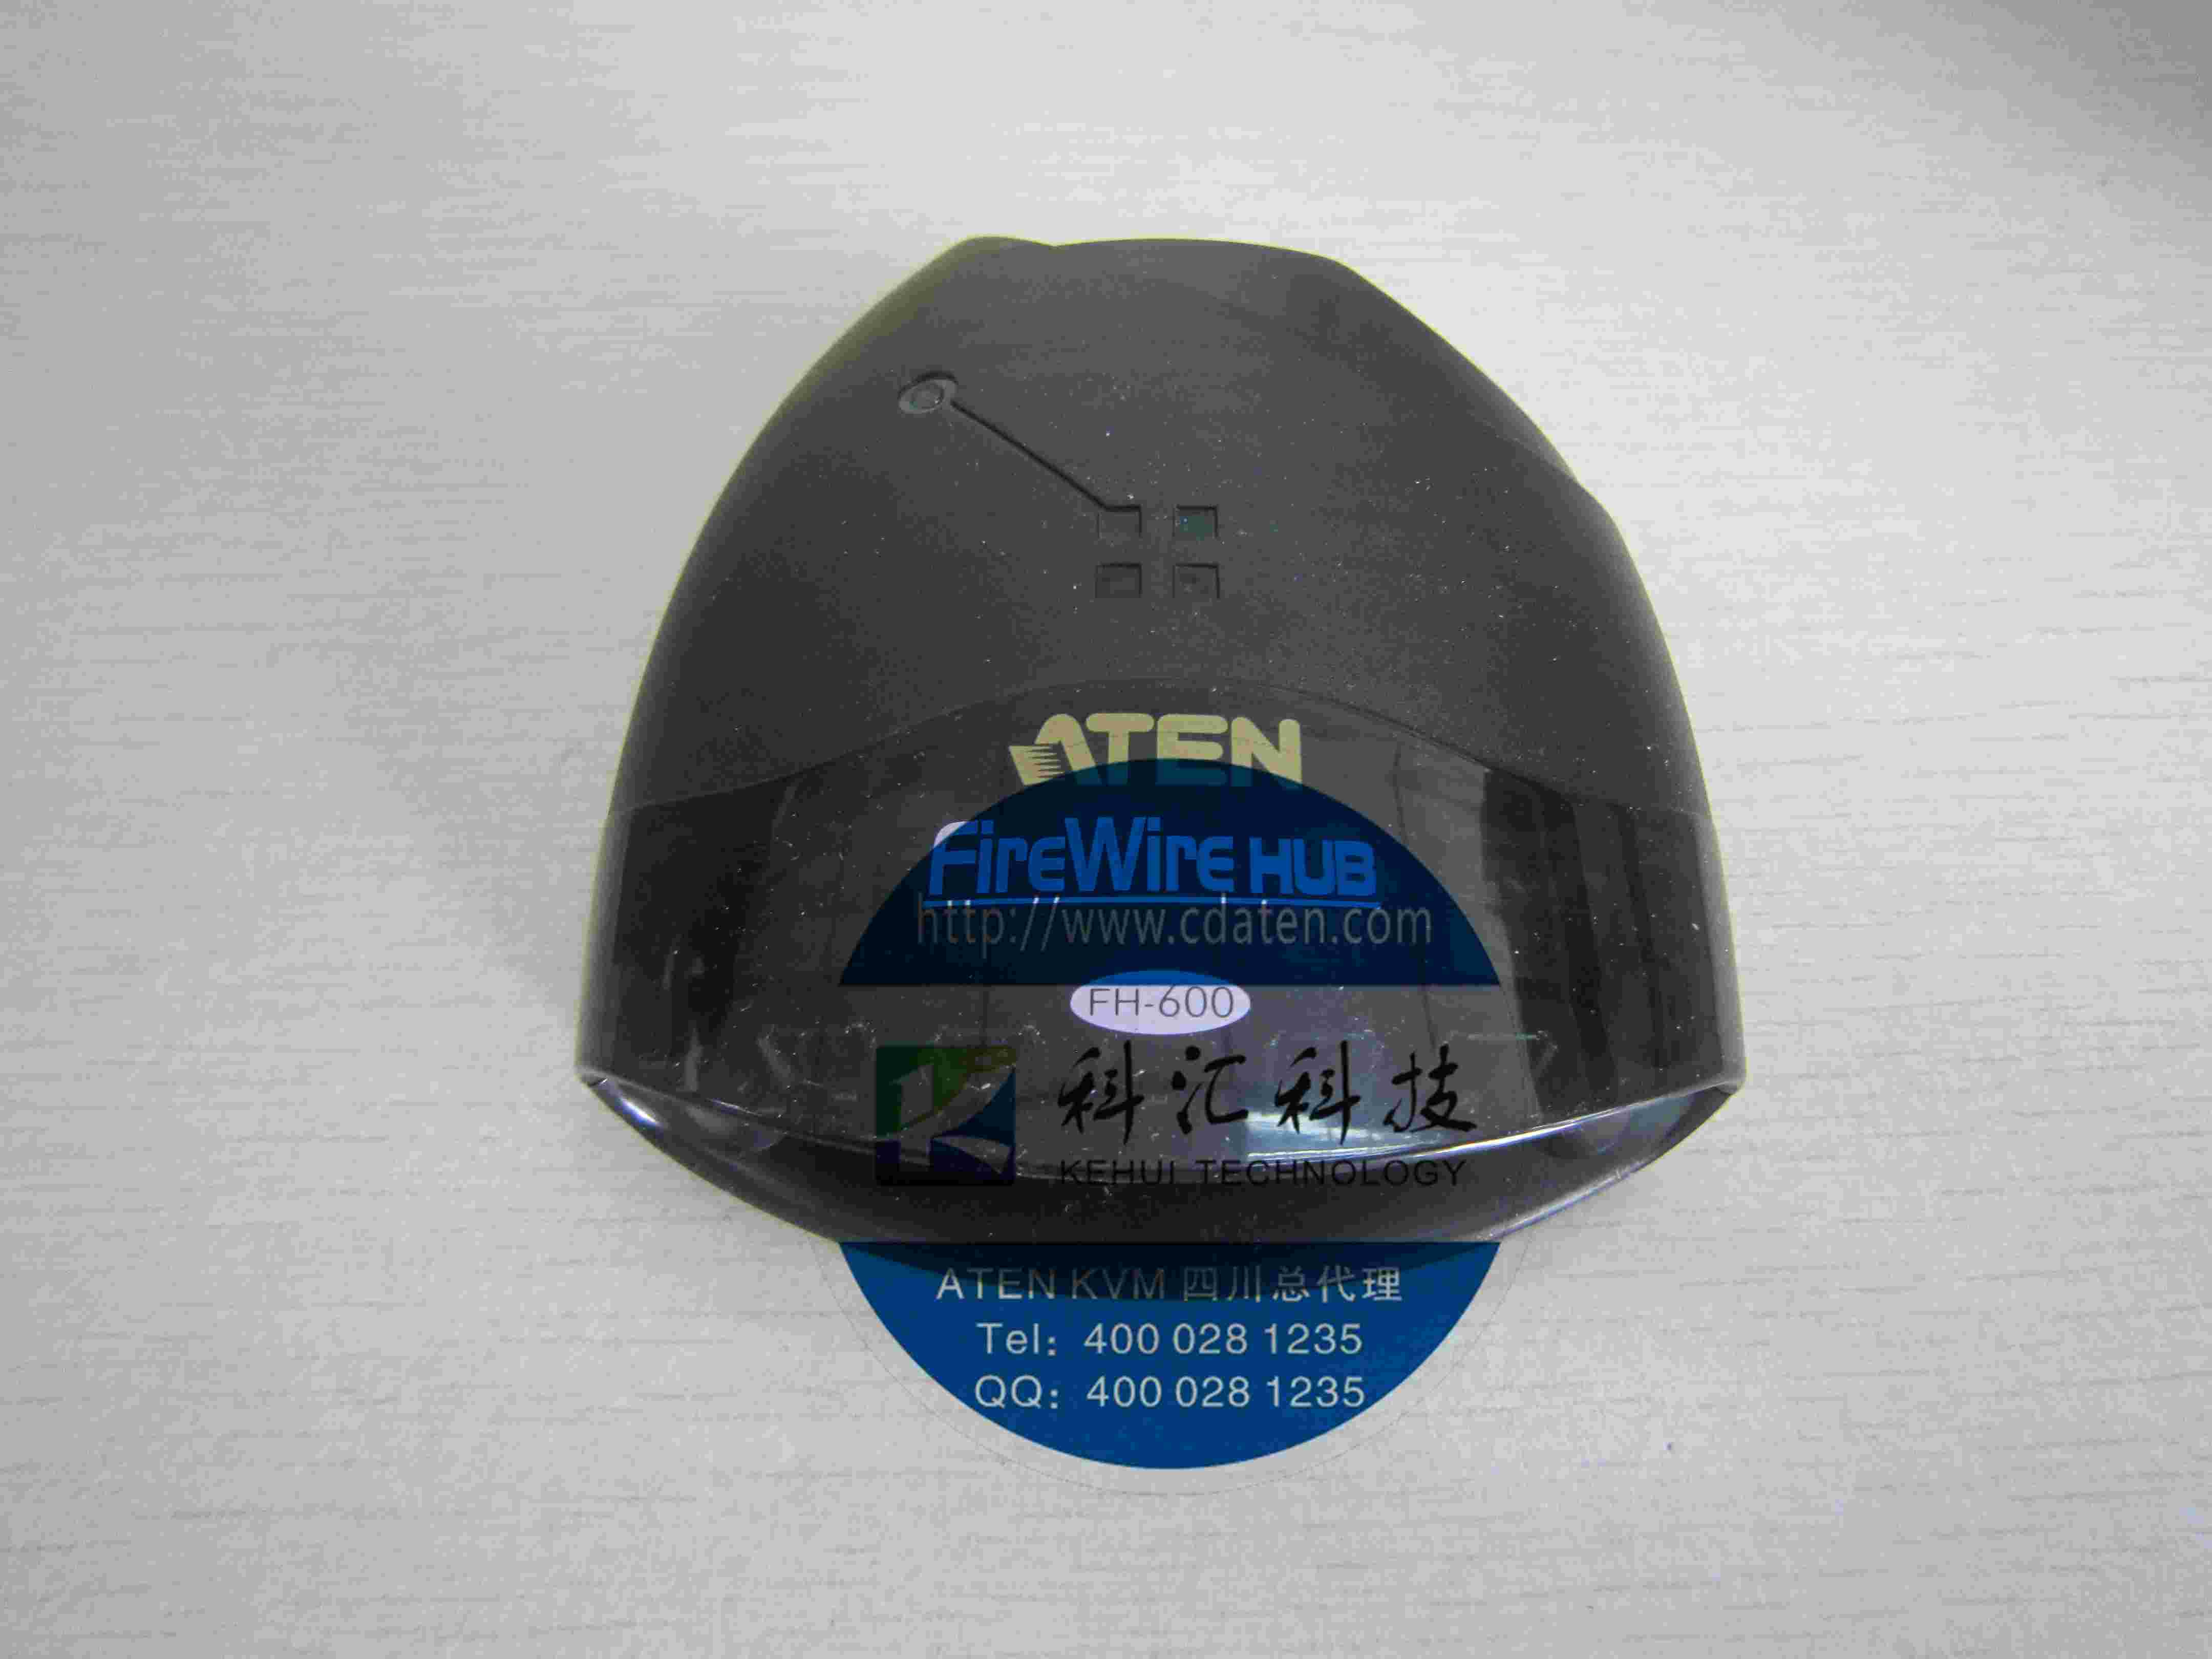 ATEN
FireWire HUB
http://www.cdaten.com
FH-600
科汇科技
KEHUI TECHNOLOGY
ATEN KVM 四川总代理
Tel: 400 028 1235
QQ: 400 028 1235